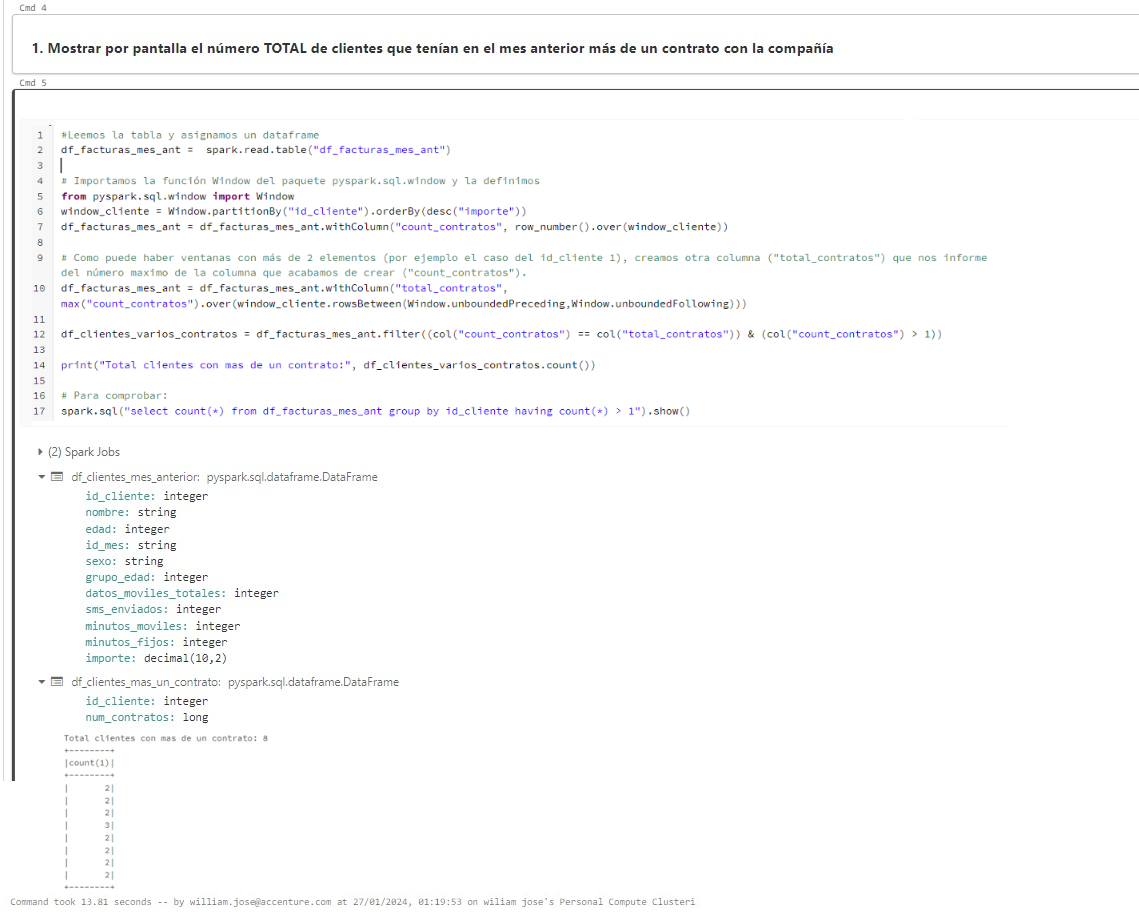 Cmd 4
1. Mostrar por pantalla el número TOTAL de clientes que tenían en el mes anterior más de un contrato con la compañía
Cmd 5
1 #Leemos la tabla y asignamos un dataframe
2 df_facturas_mes_ant =  spark.read.table("df_facturas_mes_ant")
3
4 # Importamos la función Window del paquete pyspark.sql.window y la definimos
5 from pyspark.sql.window import Window
6 window_cliente = Window.partitionBy("id_cliente").orderBy(desc("importe"))
7 df_facturas_mes_ant = df_facturas_mes_ant.withColumn("count_contratos", row_number().over(window_cliente))
8
9 # Como puede haber ventanas con más de 2 elementos (por ejemplo el caso del id_cliente 1), creamos otra columna ("total_contratos") que nos informe
del número maximo de la columna que acabamos de crear ("count_contratos").
10 df_facturas_mes_ant = df_facturas_mes_ant.withColumn("total_contratos",
max("count_contratos").over(window_cliente.rowsBetween(Window.unboundedPreceding,Window.unboundedFollowing)))
11
12 df_clientes_varios_contratos = df_facturas_mes_ant.filter((col("count_contratos") == col("total_contratos")) & (col("count_contratos") > 1))
13
14 print("Total clientes con mas de un contrato:", df_clientes_varios_contratos.count())
15
16 # Para comprobar:
17 spark.sql("select count(*) from df_facturas_mes_ant group by id_cliente having count(*) > 1").show()
(2) Spark Jobs
df_clientes_mes_anterior: pyspark.sql.dataframe.DataFrame
id_cliente: integer
nombre: string
edad: integer
id_mes: string
sexo: string
grupo_edad: integer
datos_moviles_totales: integer
sms_enviados: integer
minutos_moviles: integer
minutos_fijos: integer
importe: decimal(10,2)
df_clientes_mas_un_contrato: pyspark.sql.dataframe.DataFrame
id_cliente: integer
num_contratos: long
Total clientes con mas de un contrato: 8
+--------+
|count(1)|
+--------+
|       2|
|       2|
|       2|
|       3|
|       2|
|       2|
|       2|
|       2|
+--------+
Command took 13.81 seconds -- by william.jose@accenture.com at 27/01/2024, 01:19:53 on wiliam jose's Personal Compute Clusteri